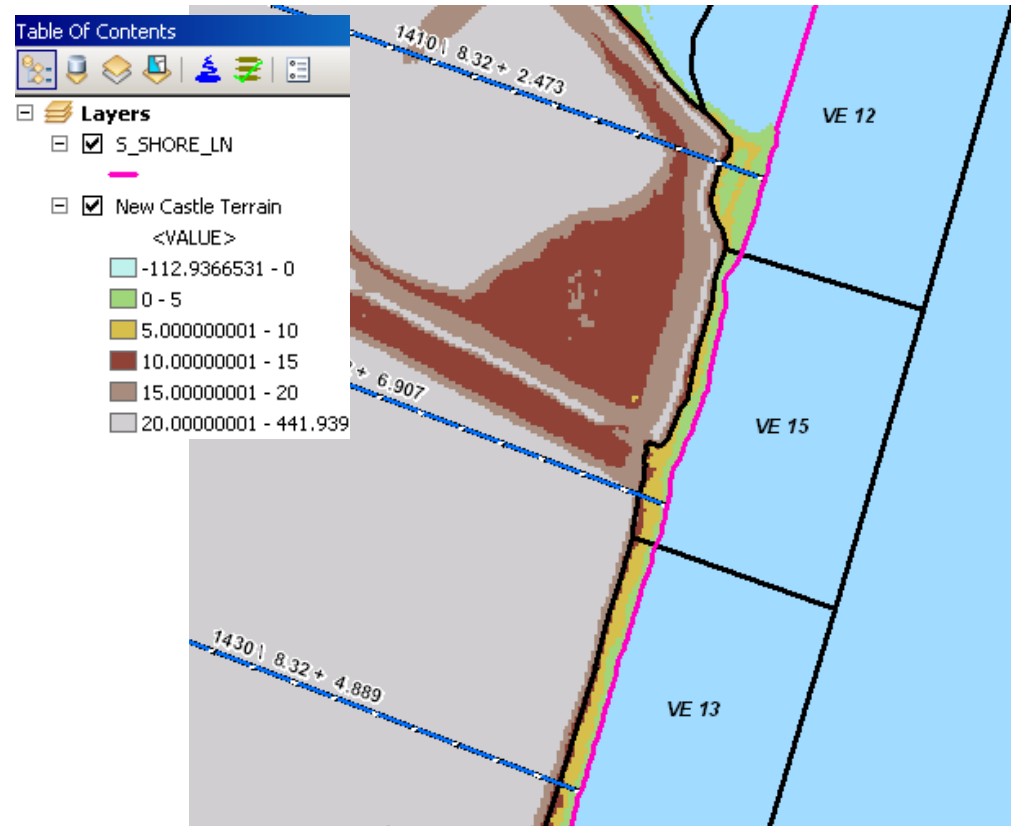 Table Of Contents
Layers
S_SHORE_LN
New Castle Terrain
<VALUE>
-112.9366531 - 0
0 - 5
5.000000001 - 10
10.00000001 - 15
15.00000001 - 20
20.00000001 - 441.939
1410 \ 8.32 + 2.473
VE 12
+ 6.907
VE 15
1430 \ 8.32 + 4.889
VE 13